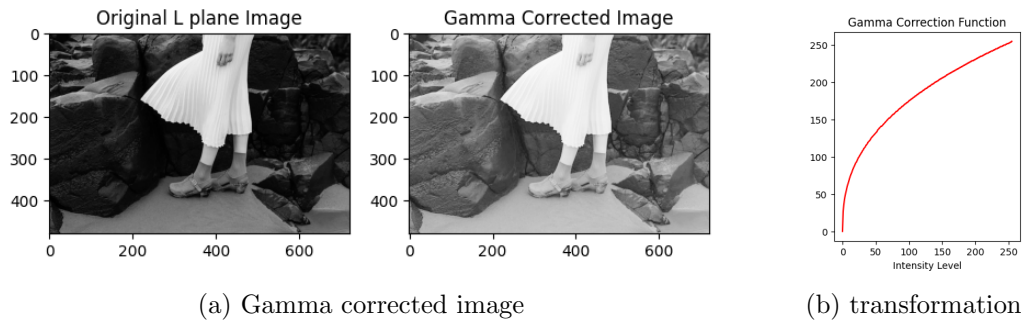 Original L plane Image
0
100
200
300
400
0 200 400 600
Gamma Corrected Image
0
100
200
300
400
0 200 400 600
(a) Gamma corrected image
Gamma Correction Function
250
200
150
100
50
0
0 50 100 150 200 250
Intensity Level
(b) transformation